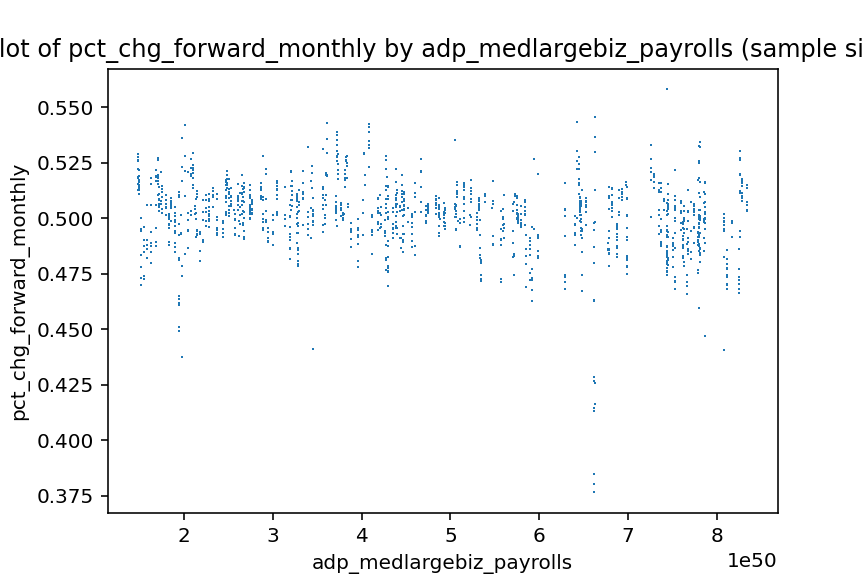 lot of pct_chg_forward_monthly by adp_medlargebiz_payrolls (sample si
pct_chg_forward_monthly
0.550
0.525
0.500
0.475
0.450
0.425
0.400
0.375
2 3 4 5 6 7 8
1e50
adp_medlargebiz_payrolls